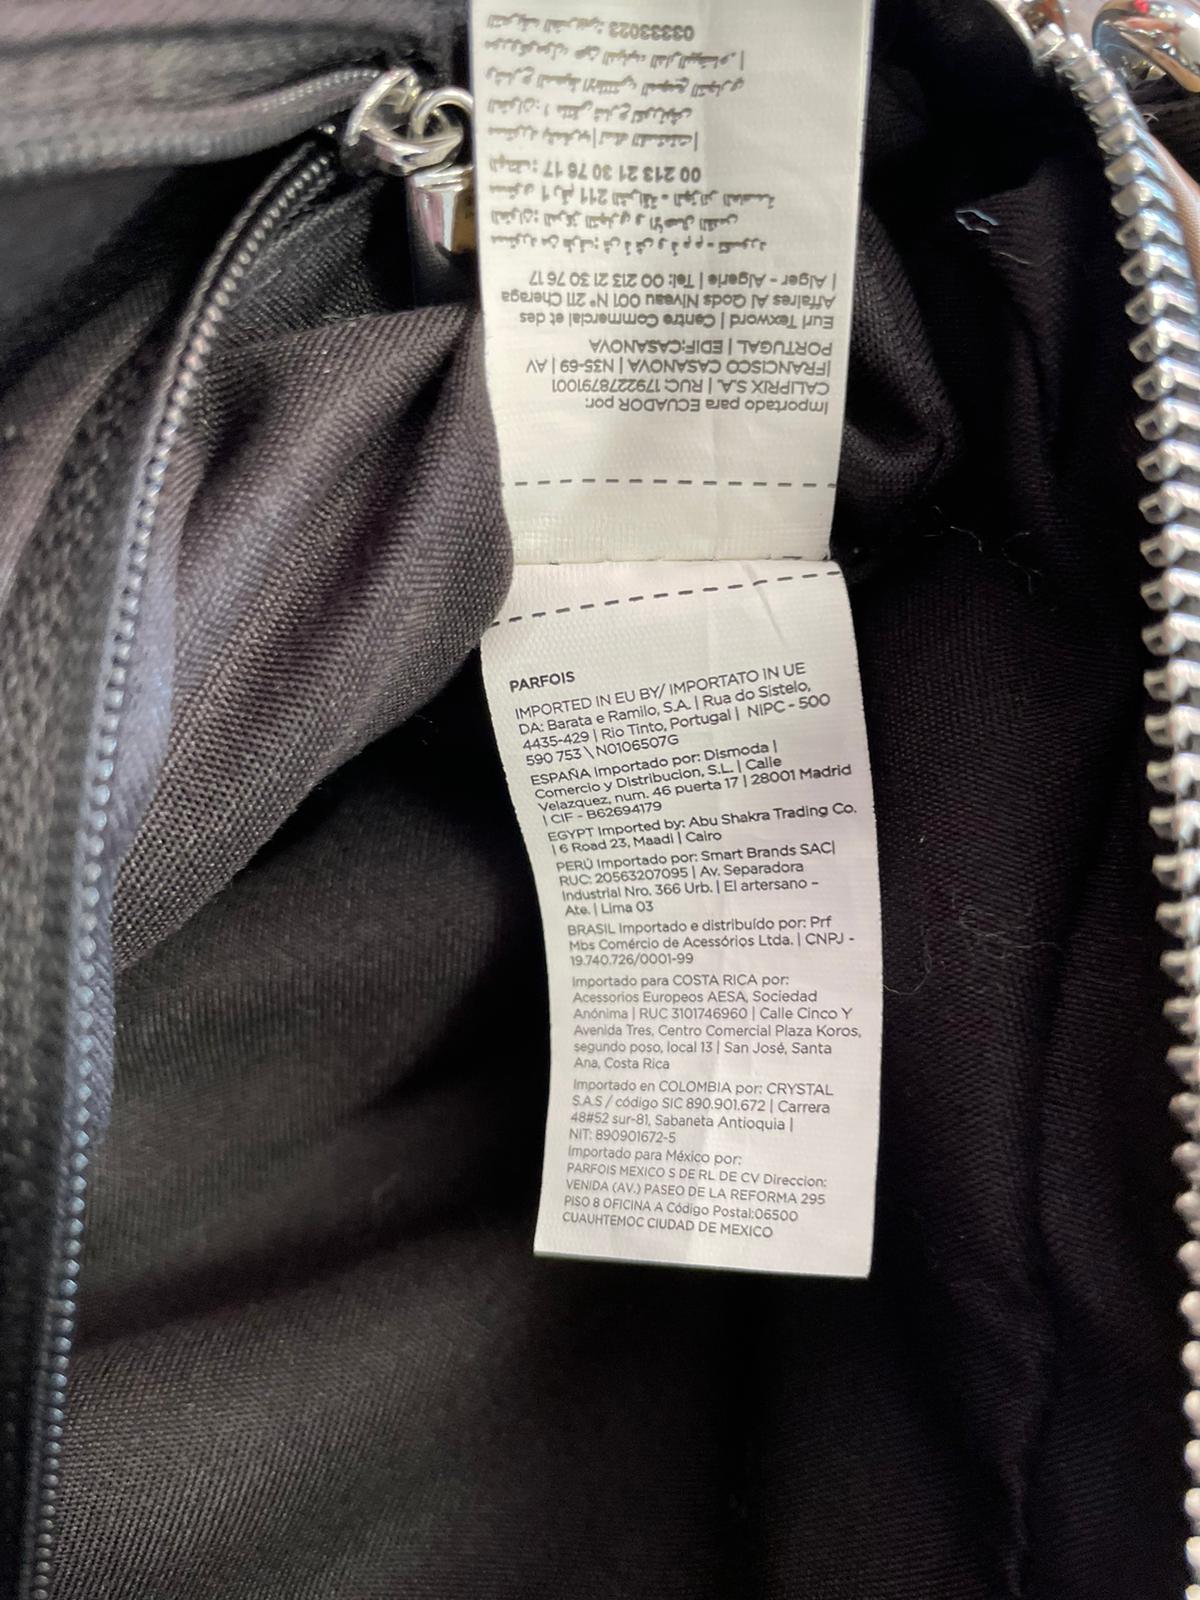 PARFOIS
IMPORTED IN EU BY/ IMPORTATO IN UE
DA: Barata e Ramilo, S.A. | Rua do Sistelo,
4435-429 | Rio Tinto, Portugal | NIPC - 500
590 753 \ N0106507G
ESPAÑA Importado por: Dismoda |
Comercio y Distribucion, S.L. | Calle
Velazquez, num. 46 puerta 17 | 28001 Madrid
| CIF - B62694179
EGYPT Imported by: Abu Shakra Trading Co.
| 6 Road 23, Maadi | Cairo
PERÚ Importado por: Smart Brands SAC|
RUC: 20563207095 | Av. Separadora
Industrial Nro. 366 Urb. | El artersano –
Ate. | Lima 03
BRASIL Importado e distribuído por: Prf
Mbs Comércio de Acessórios Ltda. | CNPJ -
19.740.726/0001-99
Importado para COSTA RICA por:
Acessorios Europeos AESA, Sociedad
Anónima | RUC 3101746960 | Calle Cinco Y
Avenida Tres, Centro Comercial Plaza Koros,
segundo poso, local 13 | San José, Santa
Ana, Costa Rica
Importado en COLOMBIA por: CRYSTAL
S.A.S / código SIC 890.901.672 | Carrera
48#52 sur-81, Sabaneta Antioquia |
NIT: 890901672-5
Importado para México por:
PARFOIS MEXICO S DE RL DE CV Direccion:
VENIDA (AV.) PASEO DE LA REFORMA 295
PISO 8 OFICINA A Código Postal:06500
CUAUHTEMOC CIUDAD DE MEXICO
Importado para ECUADOR por:
CALIPRIX S.A. | RUC: 1792278791001
|FRANCISCO CASANOVA | N35-69 | AV
PORTUGAL | EDIF:CASANOVA
Eurl Texword | Centre Commercial et des
Affaires Al Qods Niveau 001 N° 211 Cheraga
| Alger - Algerie | Tel: 00 213 21 30 76 17
00 213 21 30 76 17
03333023